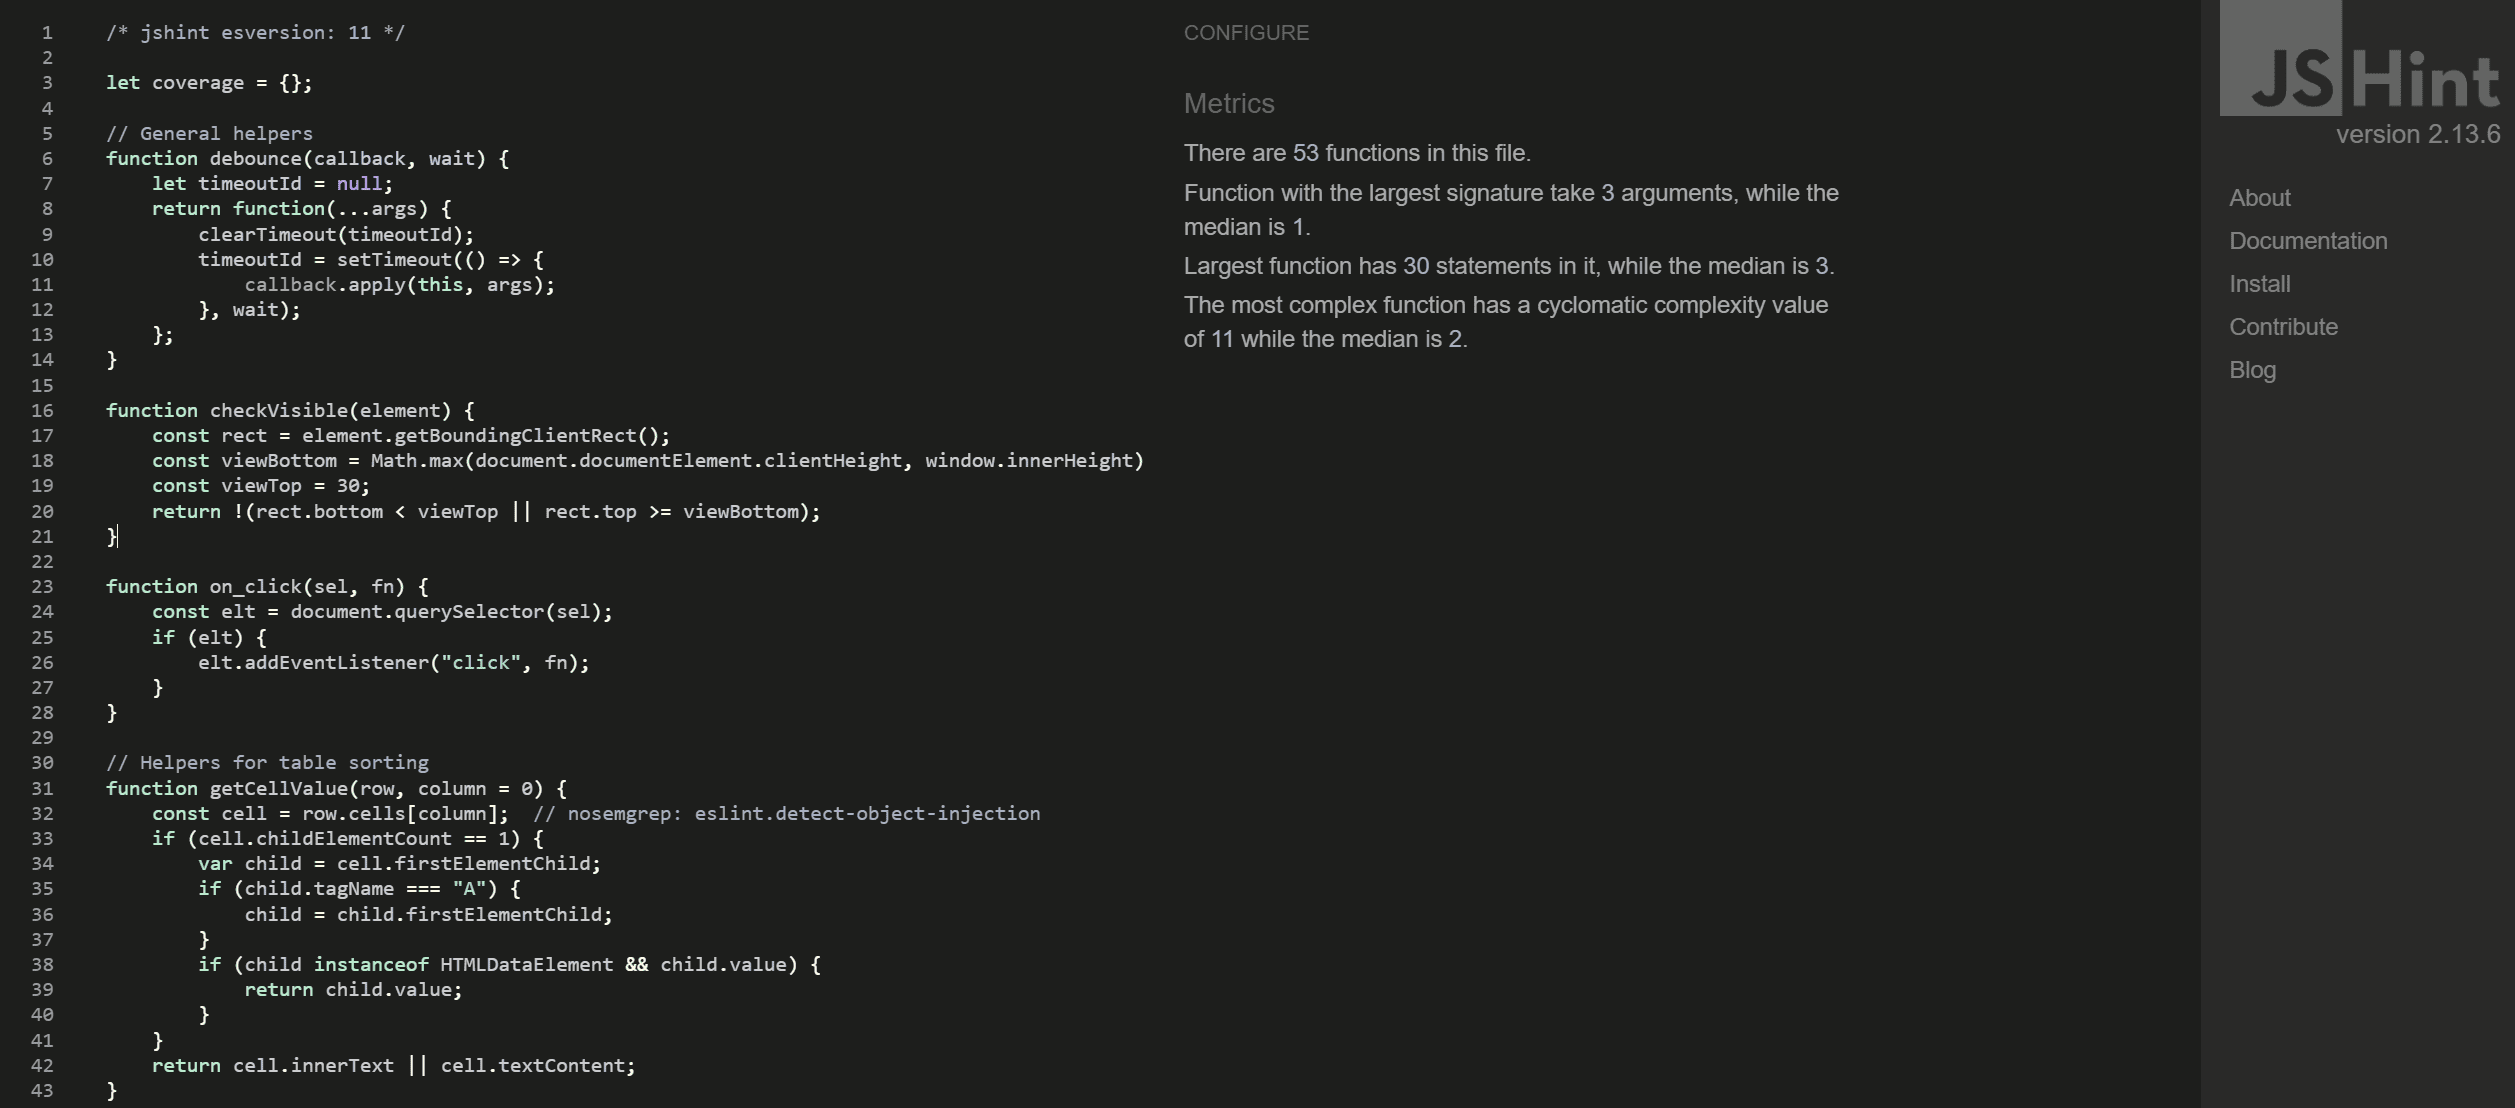 1 /* jshint esversion: 11 */
2
3 let coverage = {};
4
5 // General helpers
6 function debounce(callback, wait) {
7     let timeoutId = null;
8     return function(...args) {
9         clearTimeout(timeoutId);
10         timeoutId = setTimeout(() => {
11             callback.apply(this, args);
12         }, wait);
13     };
14 }
15
16 function checkVisible(element) {
17     const rect = element.getBoundingClientRect();
18     const viewBottom = Math.max(document.documentElement.clientHeight, window.innerHeight)
19     const viewTop = 30;
20     return !(rect.bottom < viewTop || rect.top >= viewBottom);
21 }
22
23 function on_click(sel, fn) {
24     const elt = document.querySelector(sel);
25     if (elt) {
26         elt.addEventListener("click", fn);
27     }
28 }
29
30 // Helpers for table sorting
31 function getCellValue(row, column = 0) {
32     const cell = row.cells[column];  // nosemgrep: eslint.detect-object-injection
33     if (cell.childElementCount == 1) {
34         var child = cell.firstElementChild;
35         if (child.tagName === "A") {
36             child = child.firstElementChild;
37         }
38         if (child instanceof HTMLDataElement && child.value) {
39             return child.value;
40         }
41     }
42     return cell.innerText || cell.textContent;
43 }
CONFIGURE
Metrics
There are 53 functions in this file.
Function with the largest signature take 3 arguments, while the
median is 1.
Largest function has 30 statements in it, while the median is 3.
The most complex function has a cyclomatic complexity value
of 11 while the median is 2.
JSHint
version 2.13.6
About
Documentation
Install
Contribute
Blog